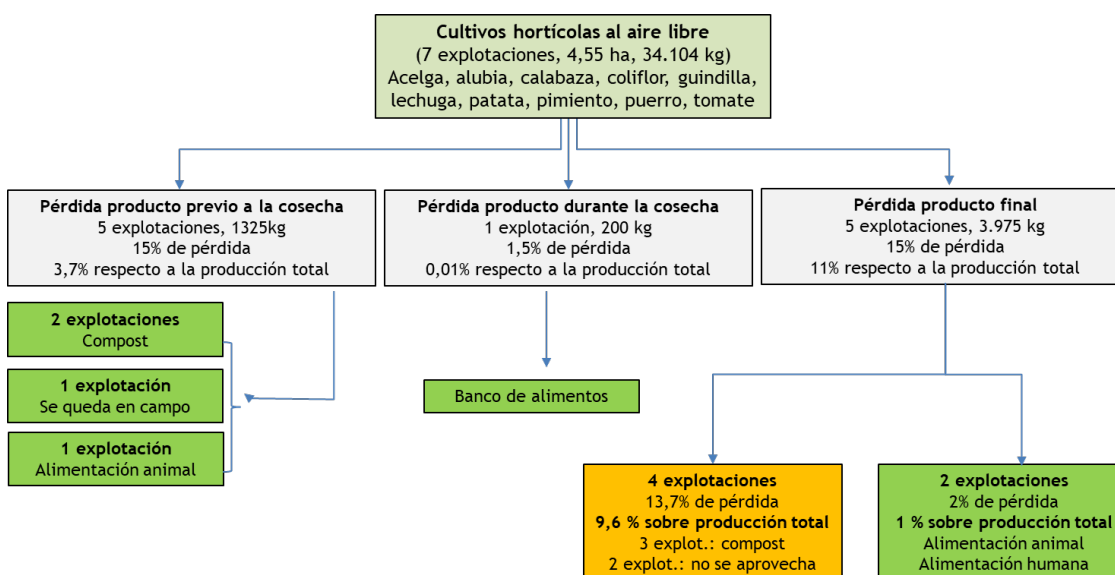 Cultivos hortícolas al aire libre
(7 explotaciones, 4,55 ha, 34.104 kg)
Acelga, alubia, calabaza, coliflor, guindilla,
lechuga, patata, pimiento, puerro, tomate
Pérdida producto previo a la cosecha
5 explotaciones, 1325kg
15% de pérdida
3,7% respecto a la producción total
Pérdida producto durante la cosecha
1 explotación, 200 kg
1,5% de pérdida
0,01% respecto a la producción total
Pérdida producto final
5 explotaciones, 3.975 kg
15% de pérdida
11% respecto a la producción total
2 explotaciones
Compost
1 explotación
Se queda en campo
1 explotación
Alimentación animal
Banco de alimentos
4 explotaciones
13,7% de pérdida
9,6 % sobre producción total
3 explot.: compost
2 explot.: no se aprovecha
2 explotaciones
2% de pérdida
1 % sobre producción total
Alimentación animal
Alimentación humana